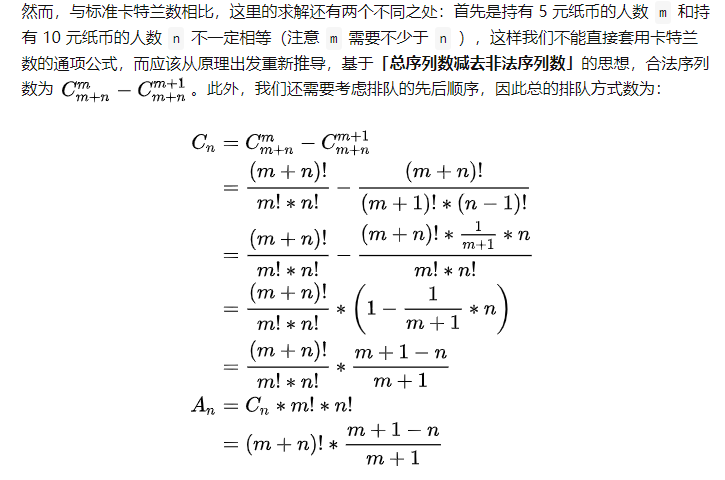 然而，与标准卡特兰数相比，这里的求解还有两个不同之处：首先是持有 5 元纸币的人数 m 和持
有 10 元纸币的人数 n 不一定相等（注意 m 需要不少于 n ），这样我们不能直接套用卡特兰
数的通项公式，而应该从原理出发重新推导，基于「总序列数减去非法序列数」的思想，合法序列
数为 $C_{m+n}^{m} - C_{m+n}^{m+1}$ 。此外，我们还需要考虑排队的先后顺序，因此总的排队方式数为：
$C_n = C_{m+n}^{m} - C_{m+n}^{m+1}$
$= \frac{(m+n)!}{m!*n!} - \frac{(m+n)!}{(m+1)!*(n-1)!}$
$= \frac{(m+n)!}{m!*n!} - \frac{(m+n)!*\frac{1}{m+1}*n}{m!*n!}$
$= \frac{(m+n)!}{m!*n!} * \left(1 - \frac{1}{m+1}*n\right)$
$= \frac{(m+n)!}{m!*n!} * \frac{m+1-n}{m+1}$
$A_n = C_n * m! * n!$
$= (m+n)! * \frac{m+1-n}{m+1}$